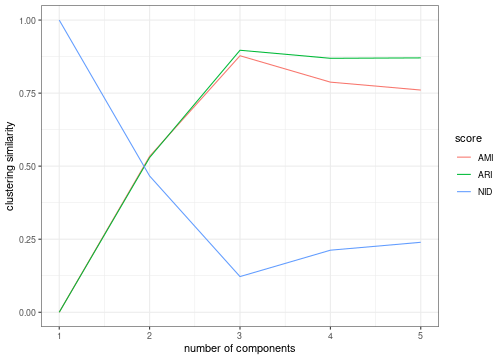 1.00
0.75
0.50
0.25
0.00
clustering similarity
1
2
3
4
5
number of components
score
AMI
ARI
NID